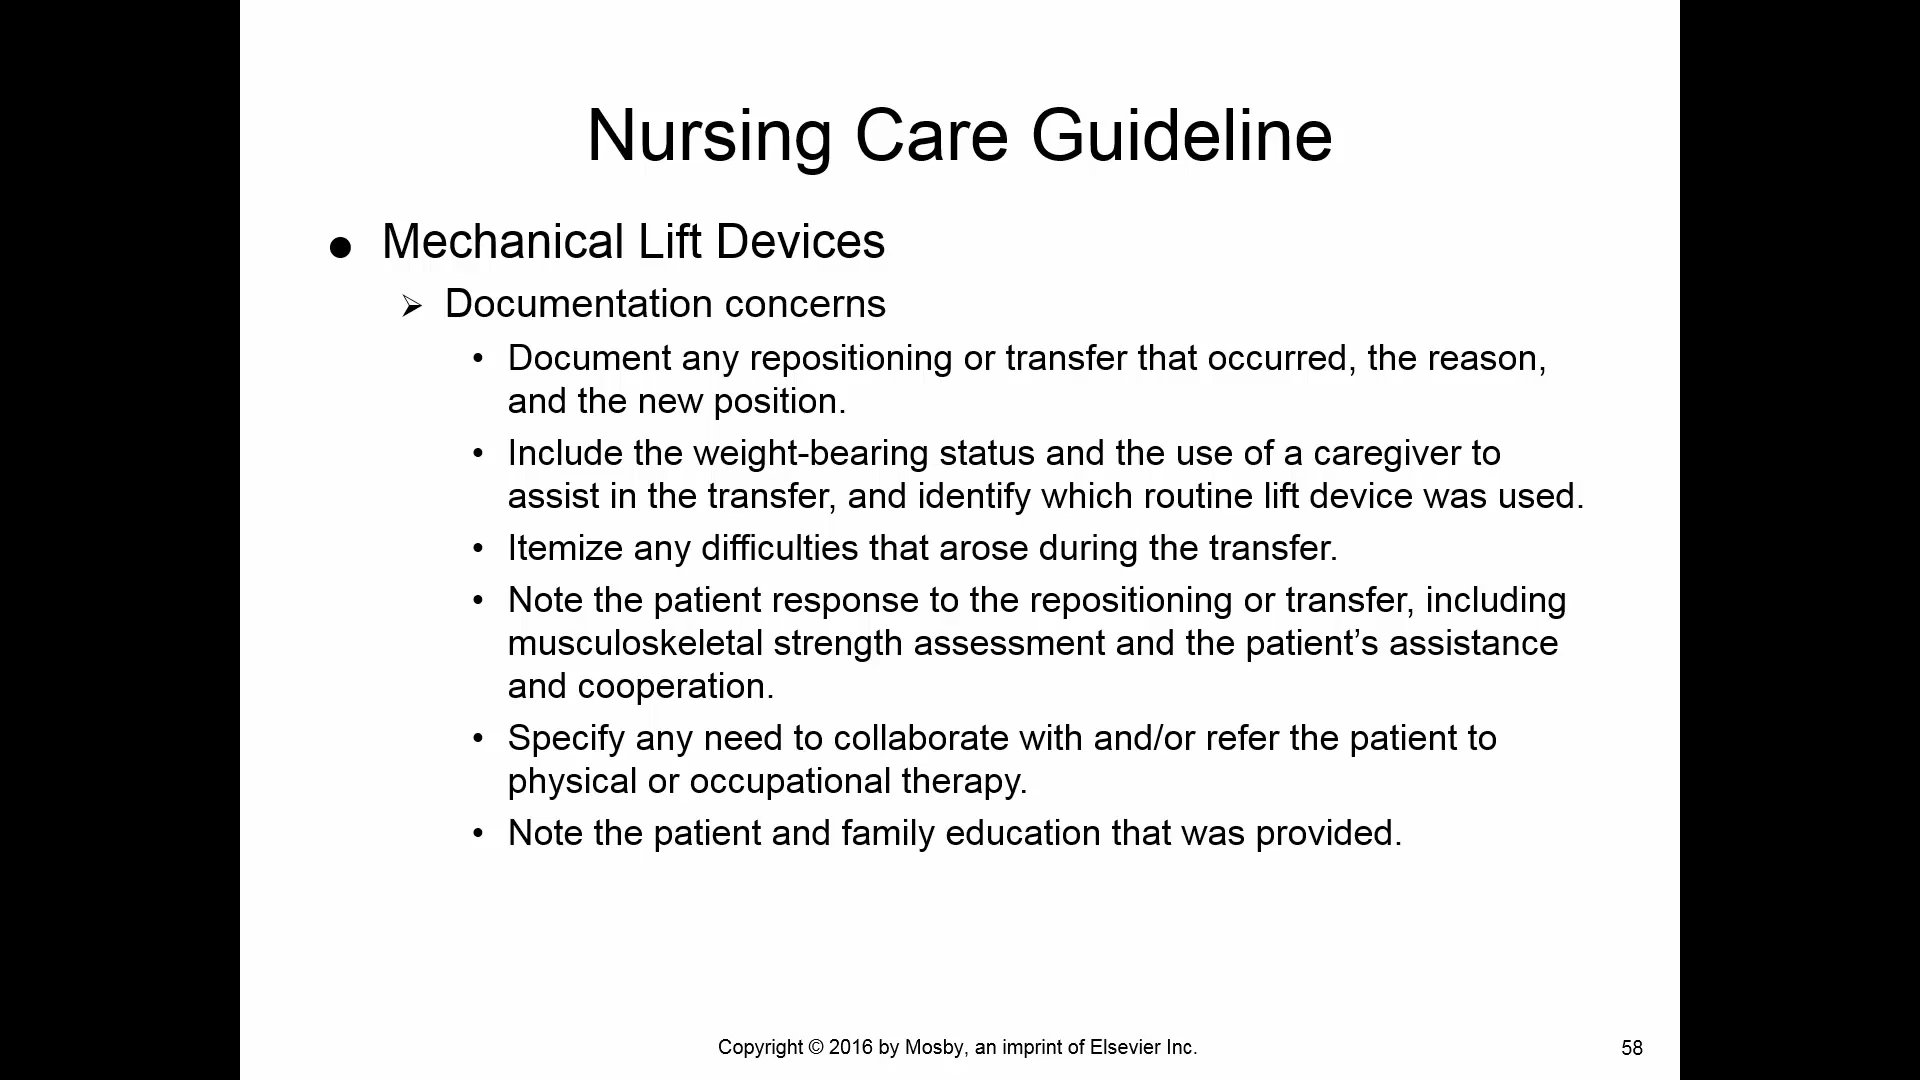 Nursing Care Guideline
● Mechanical Lift Devices
➢ Documentation concerns
• Document any repositioning or transfer that occurred, the reason,
and the new position.
• Include the weight-bearing status and the use of a caregiver to
assist in the transfer, and identify which routine lift device was used.
• Itemize any difficulties that arose during the transfer.
• Note the patient response to the repositioning or transfer, including
musculoskeletal strength assessment and the patient’s assistance
and cooperation.
• Specify any need to collaborate with and/or refer the patient to
physical or occupational therapy.
• Note the patient and family education that was provided.
Copyright © 2016 by Mosby, an imprint of Elsevier Inc.
58